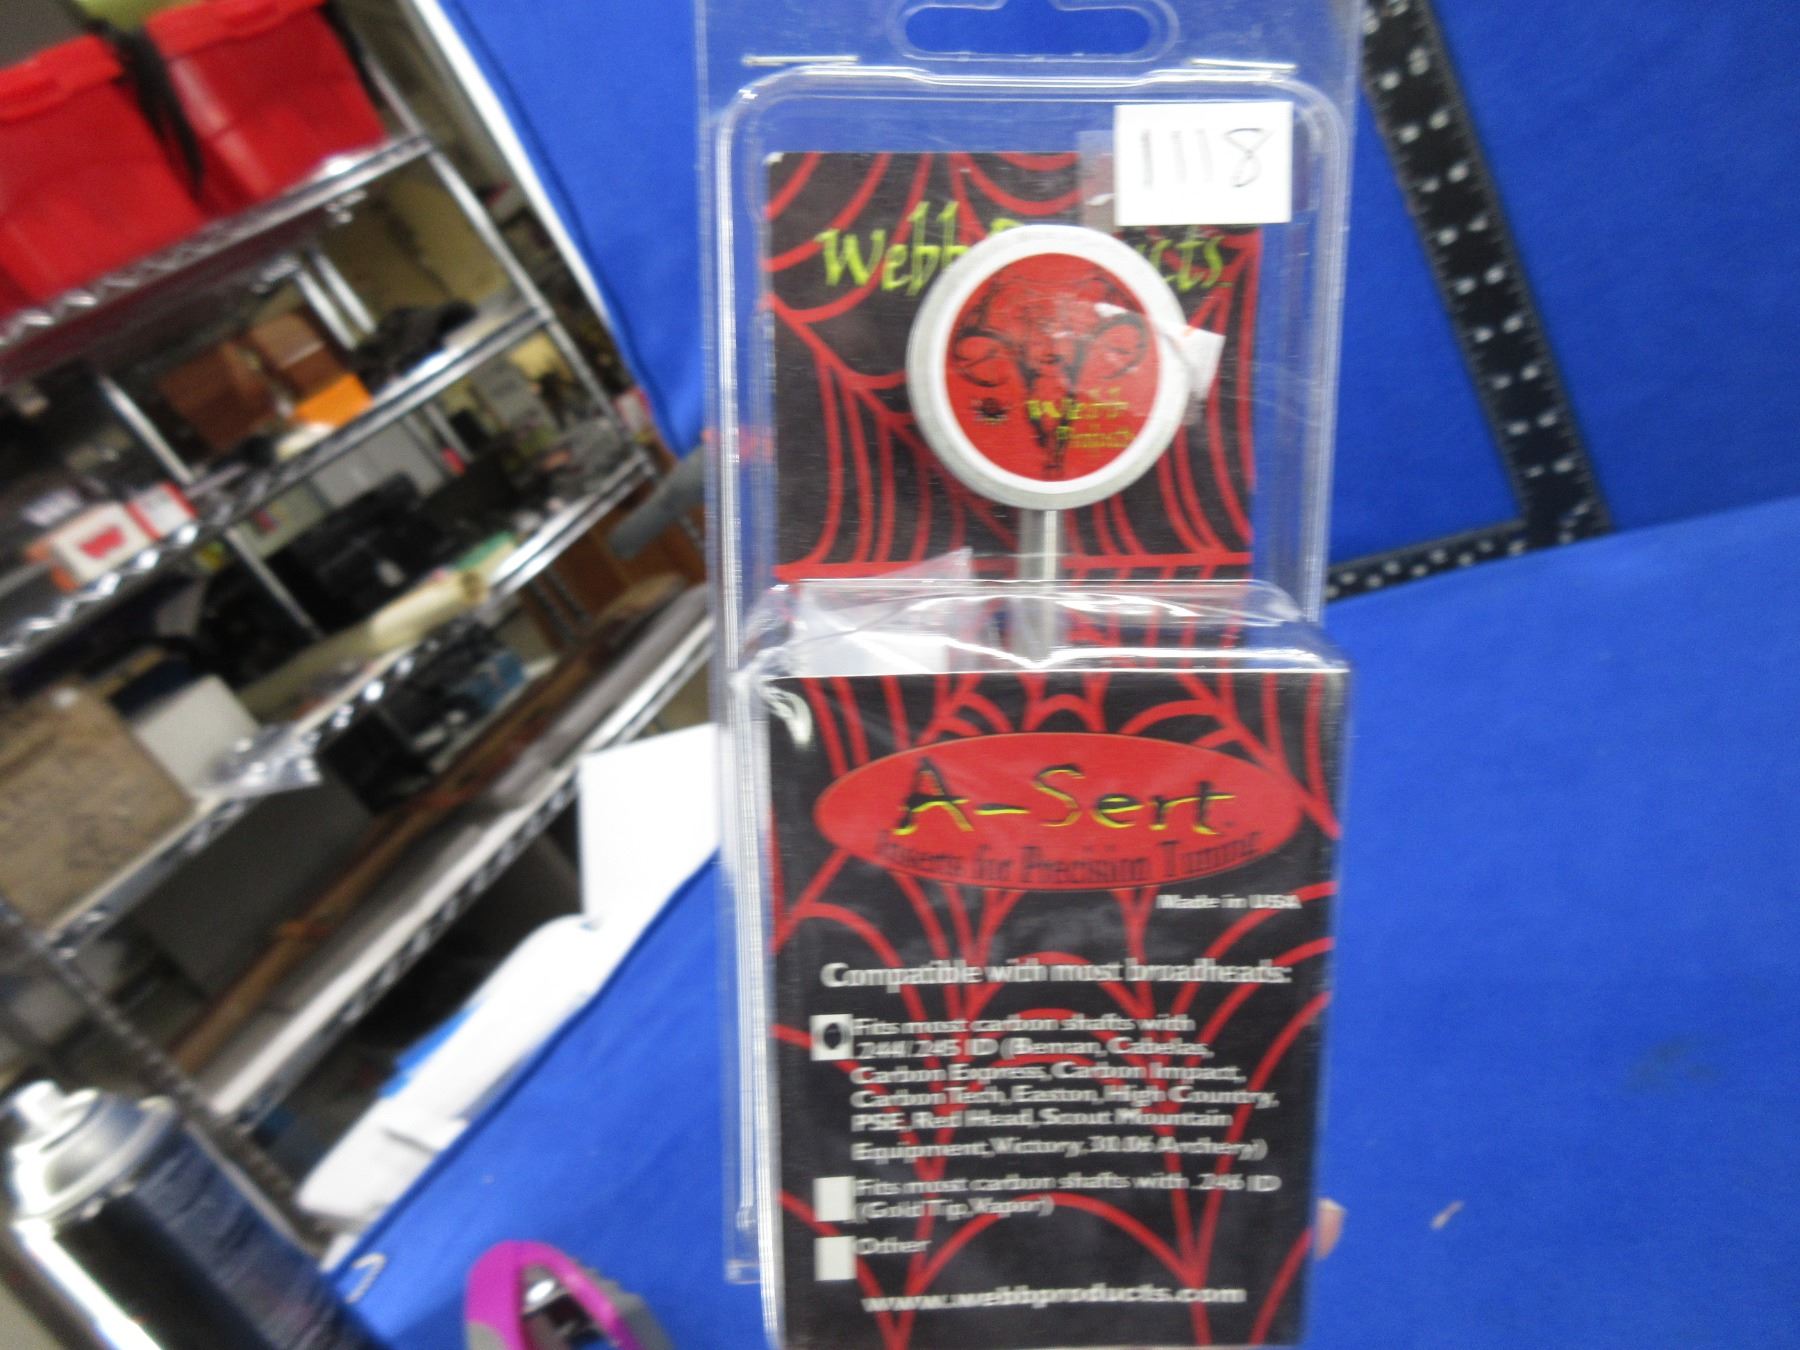 1118
Webb
cts
Webb
Products
A-Sert
Inserts for Precision Tuning
Made in USA
Compatible with most broadheads:
Fits most carbon shafts with
.244/.245 ID (Beman, Cabelas,
Carbon Express, Carbon Impact,
Carbon Tech, Easton, High Country,
PSE, Red Head, Scout Mountain
Equipment, Victory, 30.06 Archery))
Fits most carbon shafts with .246 ID
(Gold Tip, Vapor)
Other
www.webbproducts.com